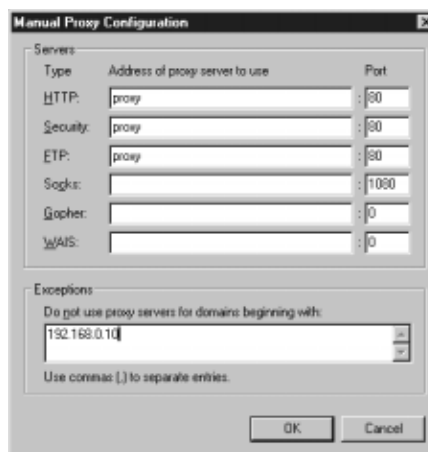 Manual Proxy Configuration
Servers
Type Address of proxy server to use Port
HTTP: proxy : 80
Security: proxy : 80
FTP: proxy : 80
Socks: : 1080
Gopher: : 0
WAIS: : 0
Exceptions
Do not use proxy servers for domains beginning with:
192.168.0.10
Use commas (,) to separate entries.
OK Cancel